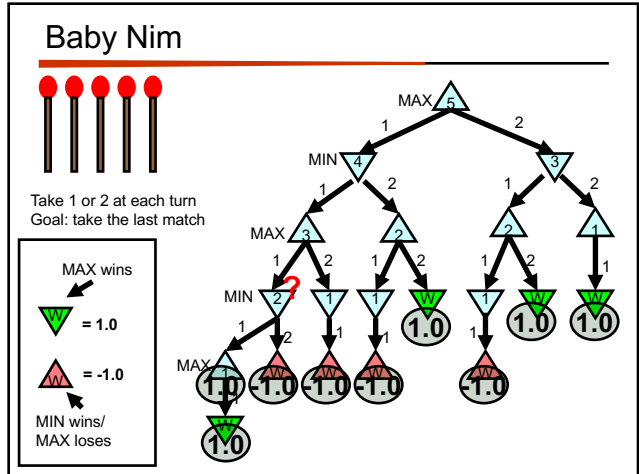 Baby Nim
MAX 5
1 2
MIN 4 3
Take 1 or 2 at each turn
Goal: take the last match
1 2 1 2
MAX 3 2 2 1
1 2 1 2 1 2 1
MAX wins
MIN 2 ? 1 1 W 1 W W
W = 1.0
1.0 1.0 1.0
1 2 1 1 1
MAX 1 W W W W
1.0 -1.0 -1.0 -1.0 -1.0
W = -1.0
1
MIN wins/
MAX loses
W
1.0